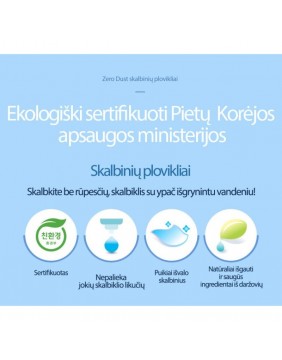 Zero Dust skalbinių plovikliai
Ekologiški sertifikuoti Pietų Korėjos
apsaugos ministerijos
Skalbinių plovikliai
Skalbkite be rūpesčių, skalbiklis su ypač išgrynintu vandeniu!
친환경
Sertifikuotas
Nepalieka
jokių skalbiklio likučių
Puikiai išvalo
skalbinius
Natūraliai išgauti
ir saugūs
ingredientai iš daržovių